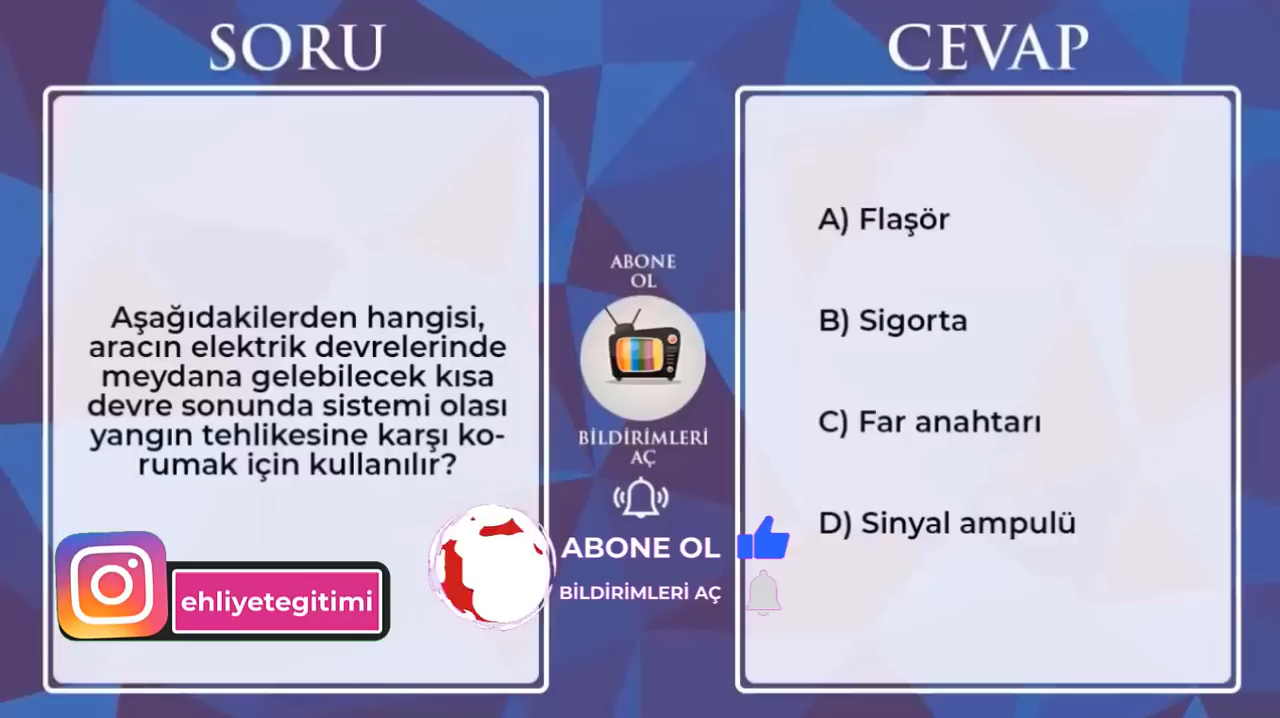 SORU
Aşağıdakilerden hangisi,
aracın elektrik devrelerinde
meydana gelebilecek kısa
devre sonunda sistemi olası
yangın tehlikesine karşı ko-
rumak için kullanılır?
ehliyetegitimi
ABONE
OL
BİLDİRİMLERİ
AÇ
ABONE OL
BİLDİRİMLERİ AÇ
CEVAP
A) Flaşör
B) Sigorta
C) Far anahtarı
D) Sinyal ampulü